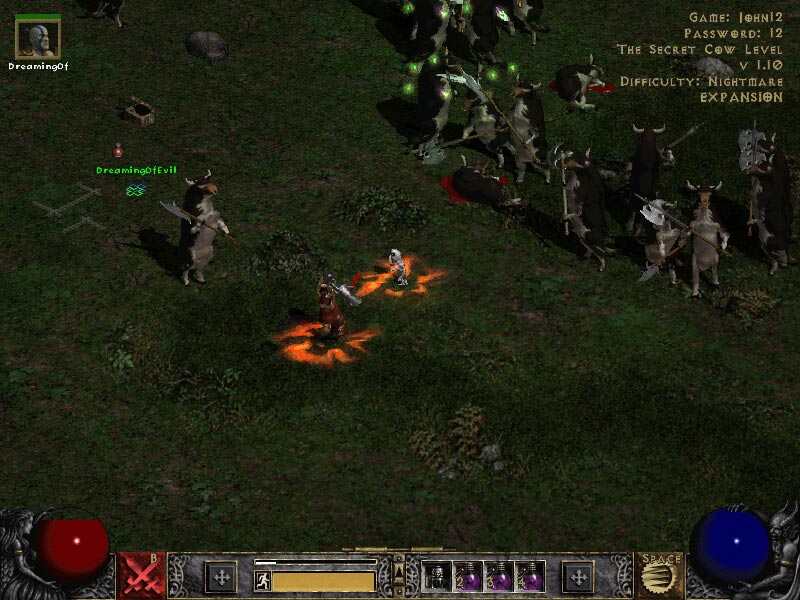 Game: John12
Password: 12
The Secret Cow Level
v 1.10
Difficulty: Nightmare
EXPANSION
DreamingOf
DreamingOfEvil
B
Space